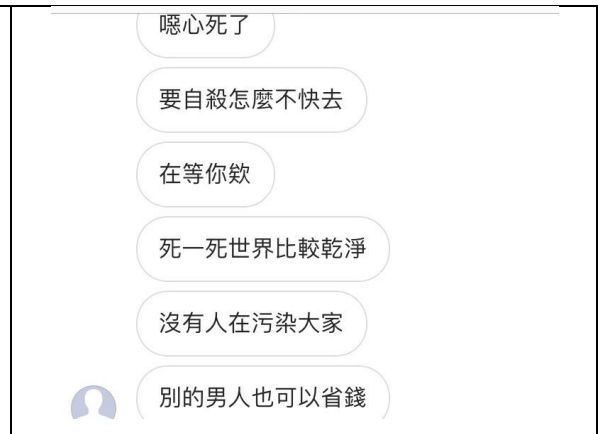 噁心死了
要自殺怎麼不快去
在等你欸
死一死世界比較乾淨
沒有人在污染大家
別的男人也可以省錢